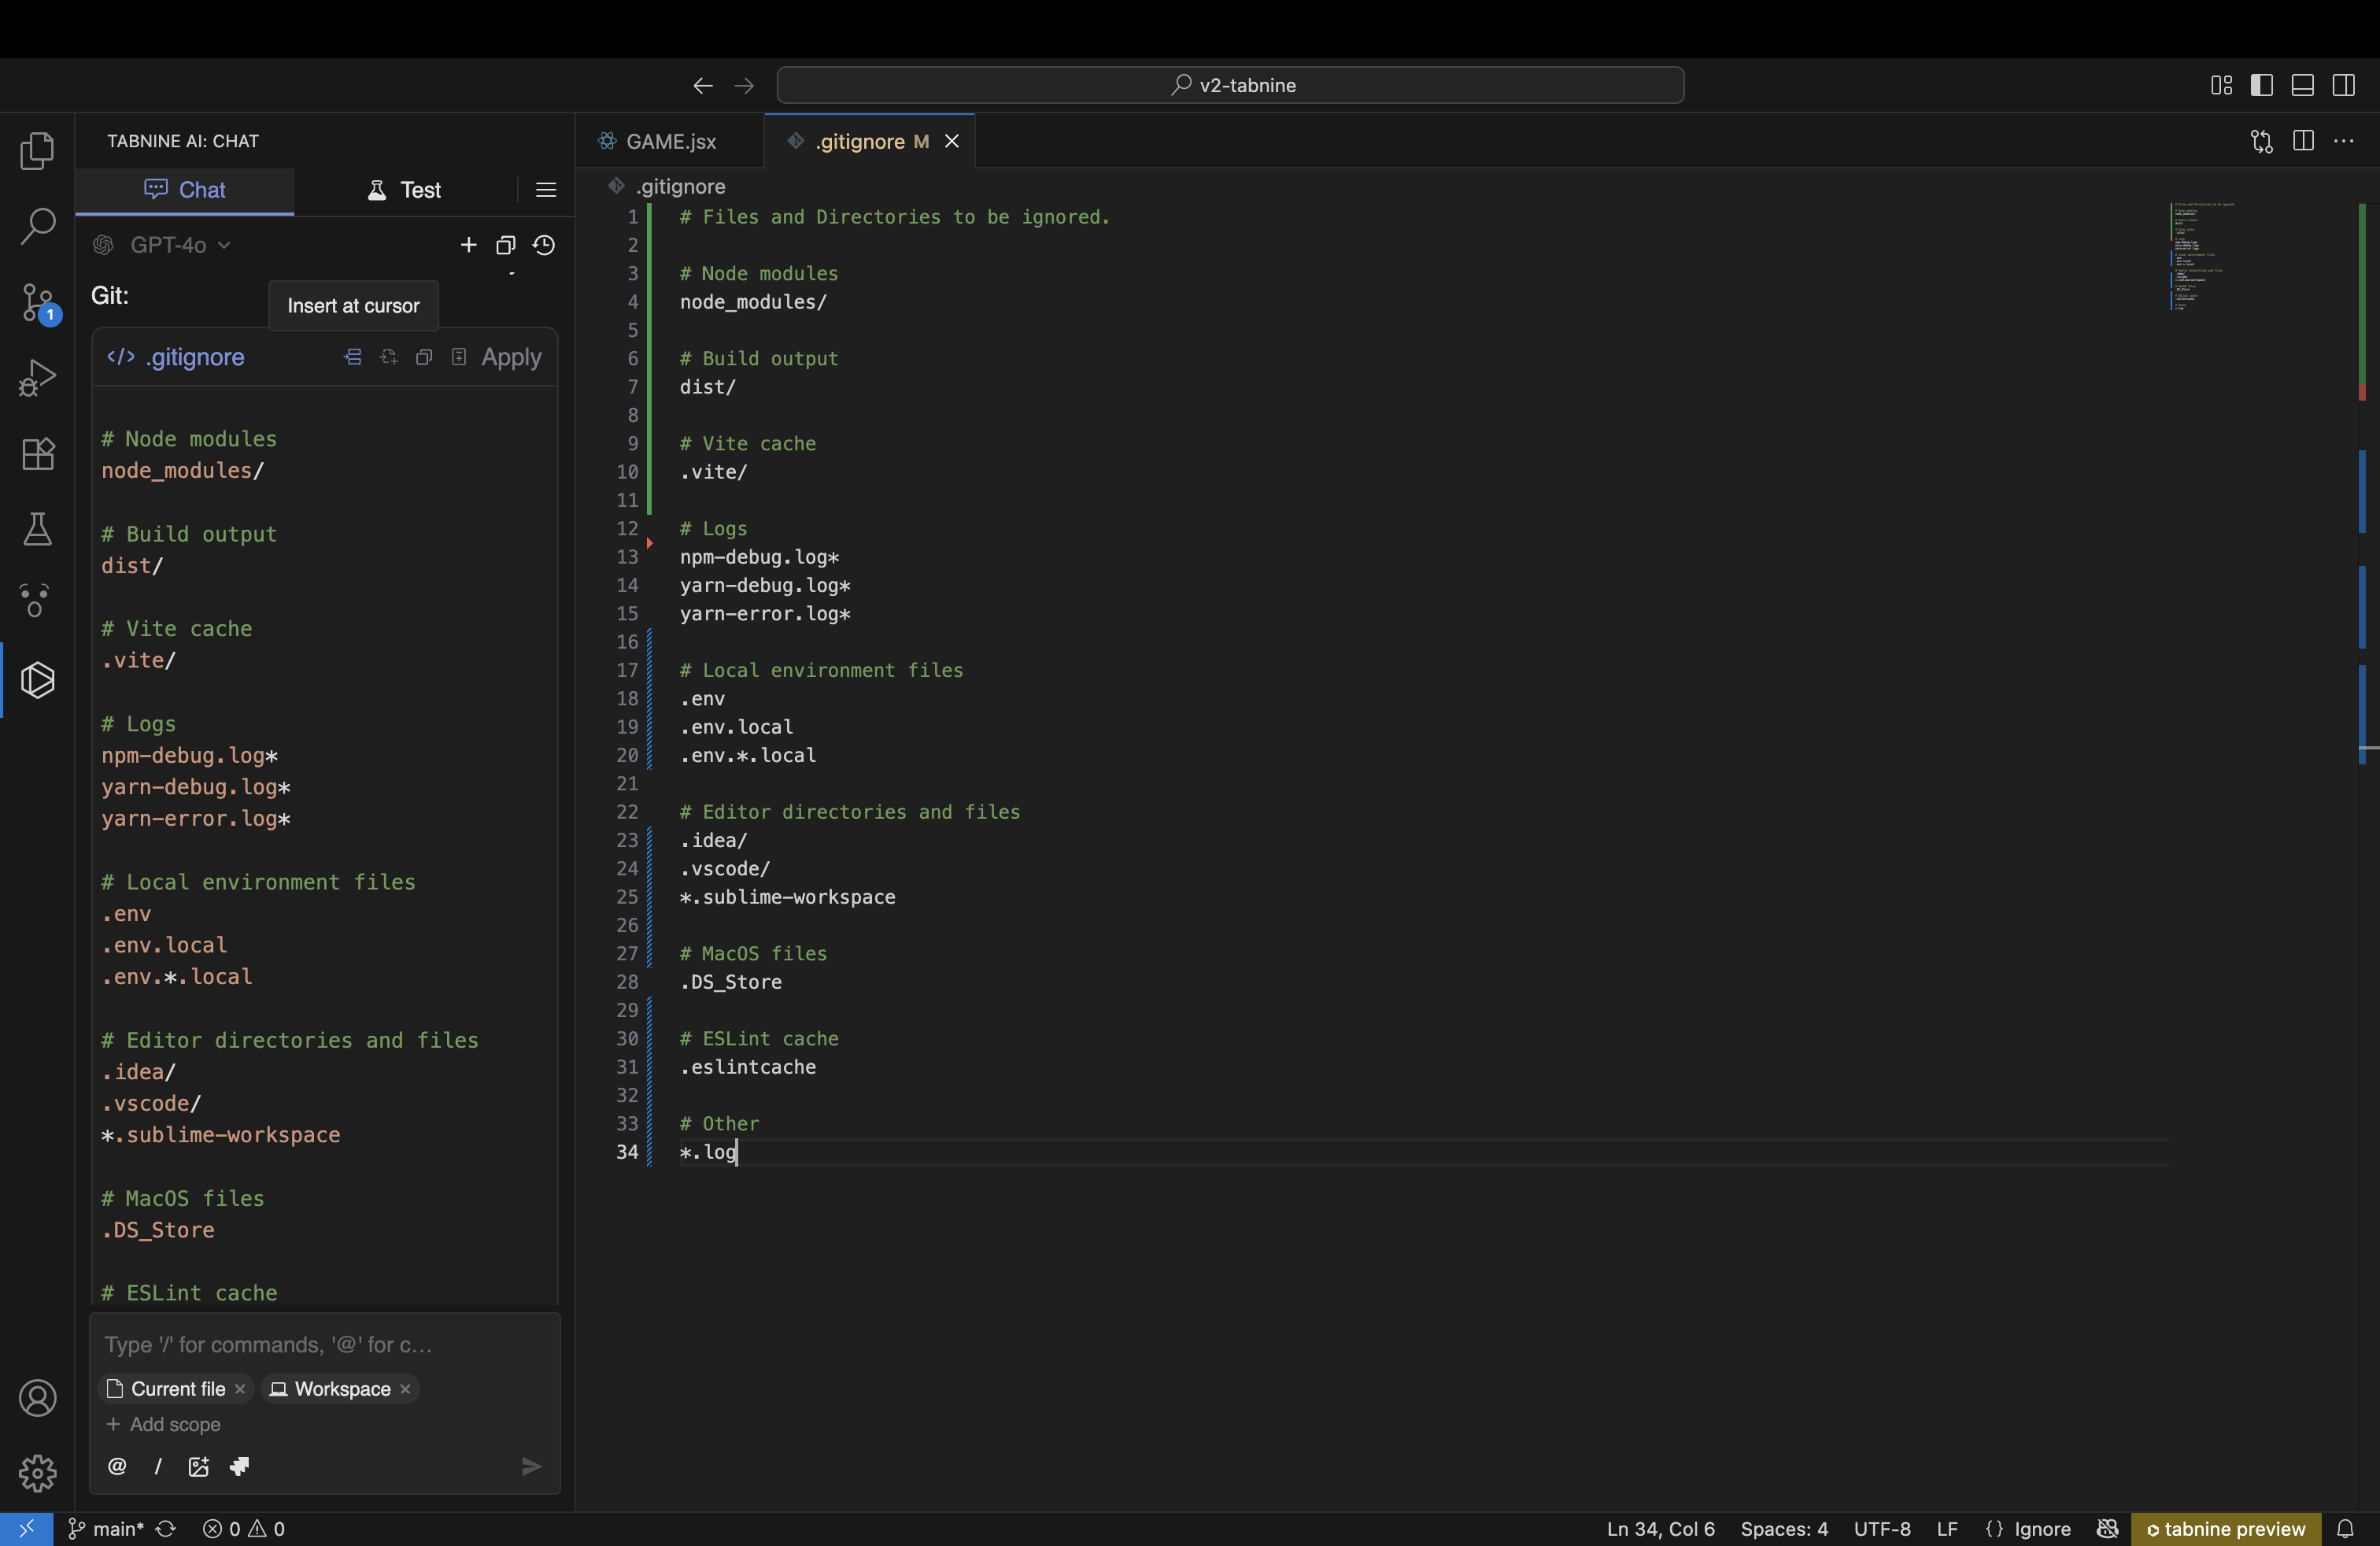 v2-tabnine
TABNINE AI: CHAT
Chat
Test
GPT-4o
Git:
Insert at cursor
</> .gitignore
Apply
# Node modules
node_modules/
# Build output
dist/
# Vite cache
.vite/
# Logs
npm-debug.log*
yarn-debug.log*
yarn-error.log*
# Local environment files
.env
.env.local
.env.*.local
# Editor directories and files
.idea/
.vscode/
*.sublime-workspace
# MacOS files
.DS_Store
# ESLint cache
Type '/' for commands, '@' for c…
Current file × Workspace ×
+ Add scope
@ /
GAME.jsx
.gitignore M
.gitignore
1 # Files and Directories to be ignored.
2
3 # Node modules
4 node_modules/
5
6 # Build output
7 dist/
8
9 # Vite cache
10 .vite/
11
12 # Logs
13 npm-debug.log*
14 yarn-debug.log*
15 yarn-error.log*
16
17 # Local environment files
18 .env
19 .env.local
20 .env.*.local
21
22 # Editor directories and files
23 .idea/
24 .vscode/
25 *.sublime-workspace
26
27 # MacOS files
28 .DS_Store
29
30 # ESLint cache
31 .eslintcache
32
33 # Other
34 *.log
1
main* 0 0
Ln 34, Col 6 Spaces: 4 UTF-8 LF {} Ignore tabnine preview